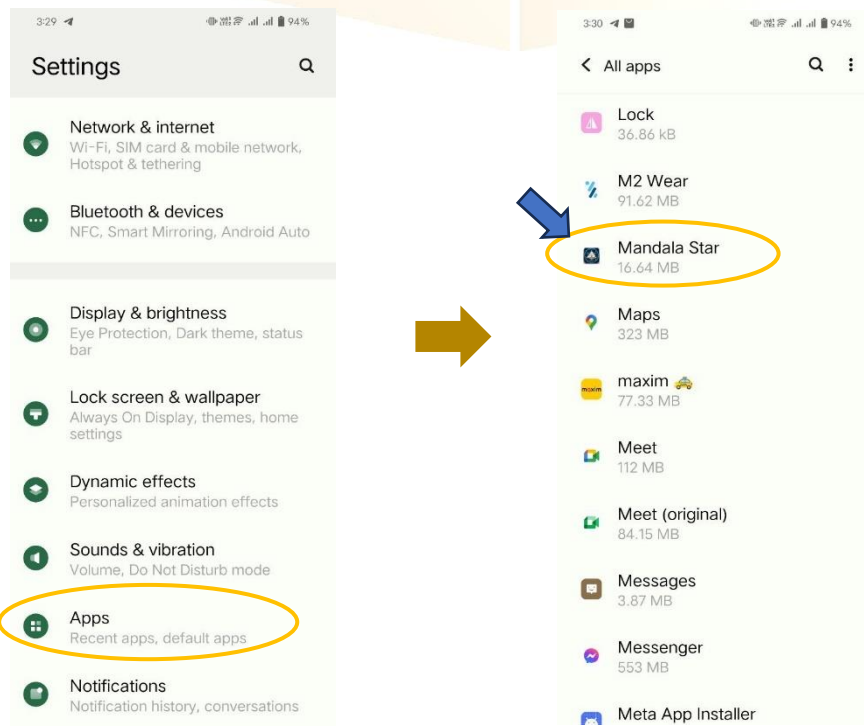 3:29
94%
Settings
Network & internet
Wi-Fi, SIM card & mobile network,
Hotspot & tethering
Bluetooth & devices
NFC, Smart Mirroring, Android Auto
Display & brightness
Eye Protection, Dark theme, status
bar
Lock screen & wallpaper
Always On Display, themes, home
settings
Dynamic effects
Personalized animation effects
Sounds & vibration
Volume, Do Not Disturb mode
Apps
Recent apps, default apps
Notifications
Notification history, conversations
3:30
94%
All apps
Lock
36.86 kB
M2 Wear
91.62 MB
Mandala Star
16.64 MB
Maps
323 MB
maxim
maxim 🚕
77.33 MB
Meet
112 MB
Meet (original)
84.15 MB
Messages
3.87 MB
Messenger
553 MB
Meta App Installer